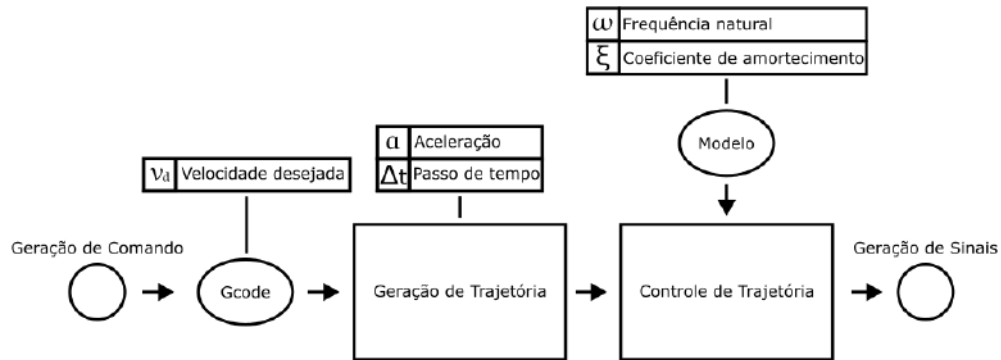 ω Frequência natural
ξ Coeficiente de amortecimento
Modelo
a Aceleração
Δt Passo de tempo
νd Velocidade desejada
Geração de Comando
Gcode
Geração de Trajetória
Controle de Trajetória
Geração de Sinais